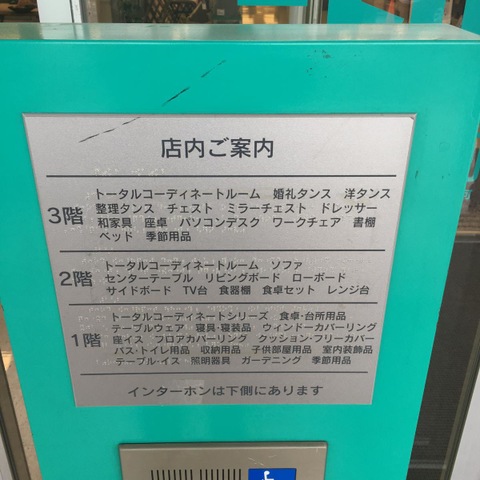 店内ご案内
3階
トータルコーディネートルーム 婚礼タンス 洋タンス
整理タンス チェスト ミラーチェスト ドレッサー
和家具 座卓 パソコンデスク ワークチェア 書棚
ベッド 季節用品
2階
トータルコーディネートルーム ソファ
センターテーブル リビングボード ローボード
サイドボード TV台 食器棚 食卓セット レンジ台
1階
トータルコーディネートシリーズ 食卓・台所用品
テーブルウェア 寝具・寝装品 ウィンドーカバーリング
座イス フロアカバーリング クッション・フリーカバー
バス・トイレ用品 収納用品 子供部屋用品 室内装飾品
テーブル・イス 照明器具 ガーデニング 季節用品
インターホンは下側にあります